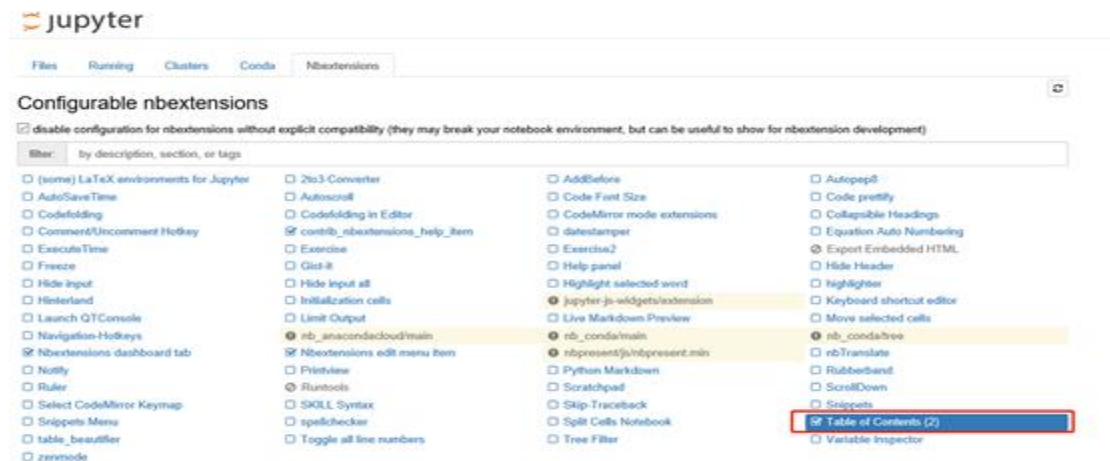 jupyter
Files Running Clusters Conda Nbextensions
Configurable nbextensions
disable configuration for nbextensions without explicit compatibility (they may break your notebook environment, but can be useful to show for nbextension development)
filter: by description, section, or tags
(some) LaTeX environments for Jupyter 2to3 Converter AddBefore Autopep8
AutoSaveTime Autoscroll Code Font Size Code prettify
Codefolding Codefolding in Editor CodeMirror mode extensions Collapsible Headings
Comment/Uncomment Hotkey contrib_nbextensions_help_item datestamper Equation Auto Numbering
ExecuteTime Exercise Exercise2 Export Embedded HTML
Freeze Gist-it Help panel Hide Header
Hide input Hide input all Highlight selected word highlighter
Hinterland Initialization cells jupyter-js-widgets/extension Keyboard shortcut editor
Launch QTConsole Limit Output Live Markdown Preview Move selected cells
Navigation-Hotkeys nb_anacondacloud/main nb_conda/main nb_conda/tree
Nbextensions dashboard tab Nbextensions edit menu item nbpresent/js/nbpresent.min nbTranslate
Notify Printview Python Markdown Rubberband
Ruler Runtools Scratchpad ScrollDown
Select CodeMirror Keymap SKILL Syntax Skip-Traceback Snippets
Snippets Menu spellchecker Split Cells Notebook Table of Contents (2)
table_beautifier Toggle all line numbers Tree Filter Variable Inspector
zenmode